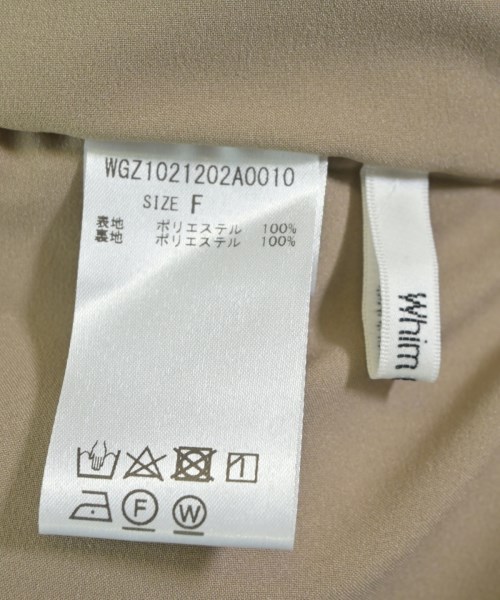 WGZ1021202A0010
SIZE F
表地 ポリエステル 100%
裏地 ポリエステル 100%
F W
Whim